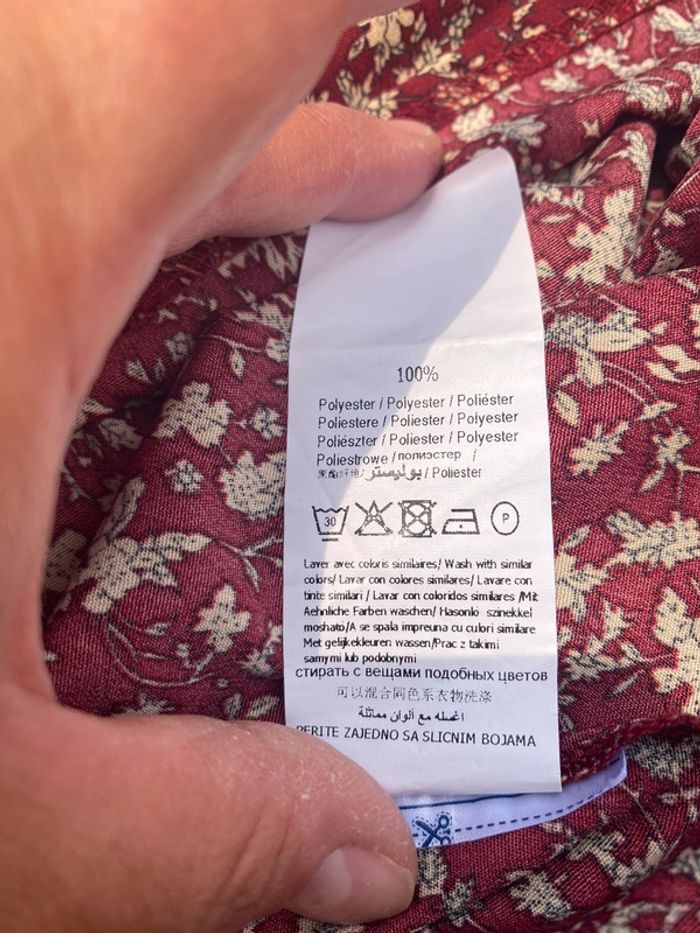 100%
Polyester / Polyester / Poliéster
Poliestere / Poliester / Polyester
Poliészter / Poliester / Polyester
Poliestrowe / полиэстер /
بوليستر / Poliester
30 P
Laver avec coloris similaires/ Wash with similar
colors/ Lavar con colores similares/ Lavare con
tinte similari / Lavar com coloridos similares /Mit
Aehnliche Farben waschen/ Hasonló szinekkel
mosható/A se spala impreuna cu culori similare
Met gelijkekleuren wassen/Prac z takimi
samymi lub podobnymi
стирать с вещами подобных цветов
可以混合同色系衣物洗涤
اغسله مع ألوان مماثلة
PERITE ZAJEDNO SA SLICNIM BOJAMA